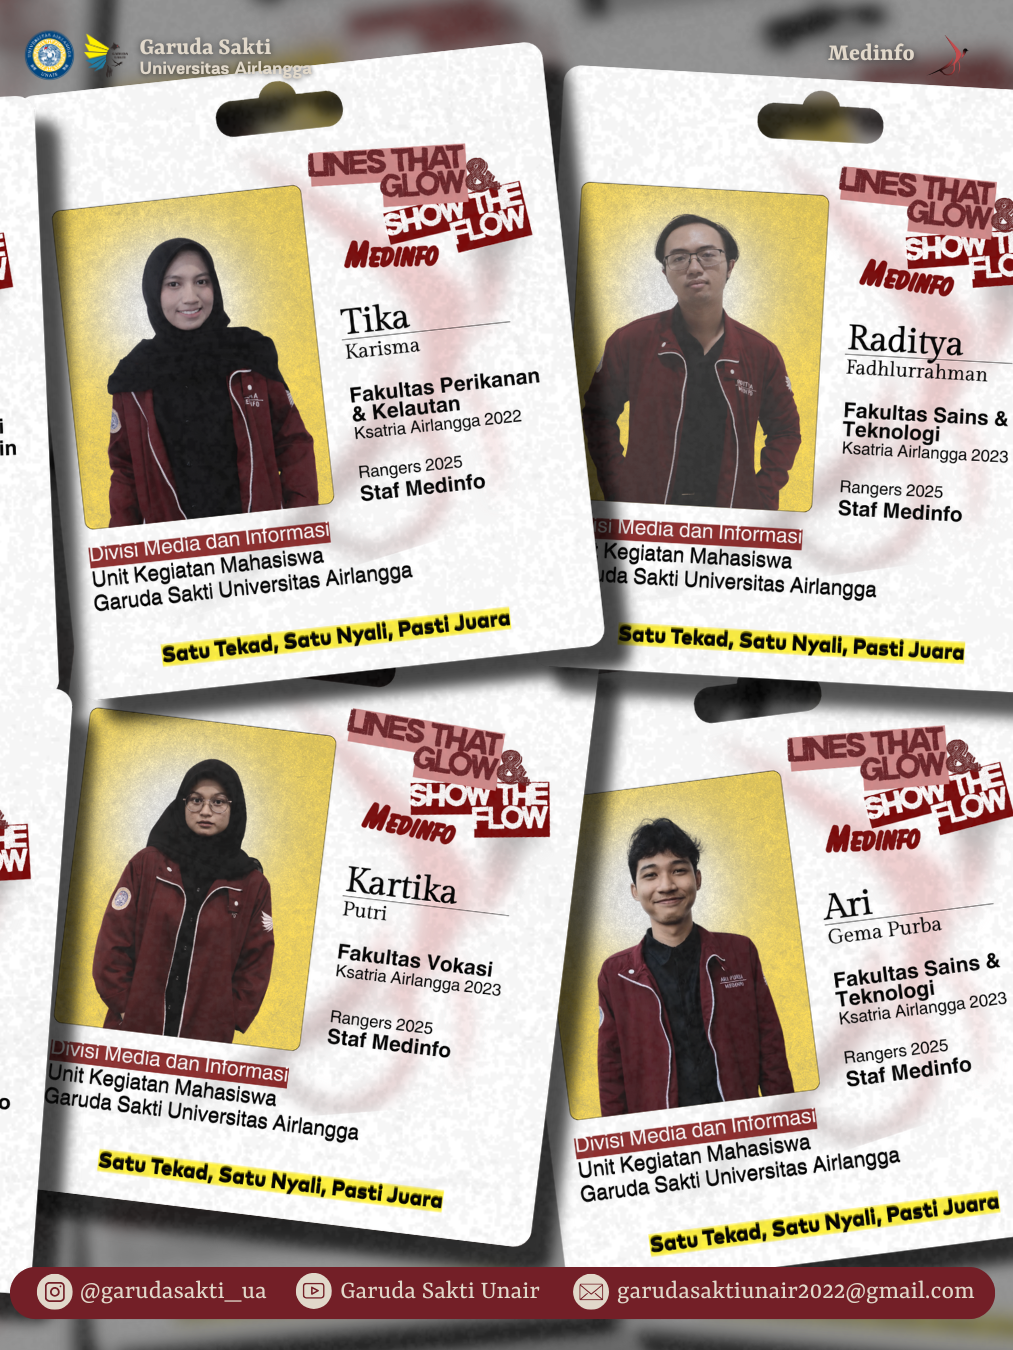 Garuda Sakti
Universitas Airlangga
Medinfo
LINES THAT
GLOW &
SHOW THE
FLOW
MEDINFO
Tika
Karisma
Fakultas Perikanan
& Kelautan
Ksatria Airlangga 2022
Rangers 2025
Staf Medinfo
Divisi Media dan Informasi
Unit Kegiatan Mahasiswa
Garuda Sakti Universitas Airlangga
Satu Tekad, Satu Nyali, Pasti Juara
LINES THAT
GLOW &
SHOW
MEDINFO
Raditya
Fadhlurrahman
Fakultas Sains &
Teknologi
Ksatria Airlangga 2023
Rangers 2025
Staf Medinfo
Media dan Informasi
Kegiatan Mahasiswa
Sakti Universitas Airlangga
Satu Tekad, Satu Nyali, Pasti Juara
LINES THAT
GLOW &
SHOW THE
FLOW
MEDINFO
Kartika
Putri
Fakultas Vokasi
Ksatria Airlangga 2023
Rangers 2025
Staf Medinfo
Divisi Media dan Informasi
Unit Kegiatan Mahasiswa
Garuda Sakti Universitas Airlangga
Satu Tekad, Satu Nyali, Pasti Juara
LINES THAT
GLOW &
SHOW THE
FLOW
MEDINFO
Ari
Gema Purba
Fakultas Sains &
Teknologi
Ksatria Airlangga 2023
Rangers 2025
Staf Medinfo
Divisi Media dan Informasi
Unit Kegiatan Mahasiswa
Garuda Sakti Universitas Airlangga
Satu Tekad, Satu Nyali, Pasti Juara
@garudasakti_ua
Garuda Sakti Unair
garudasaktiunair2022@gmail.com